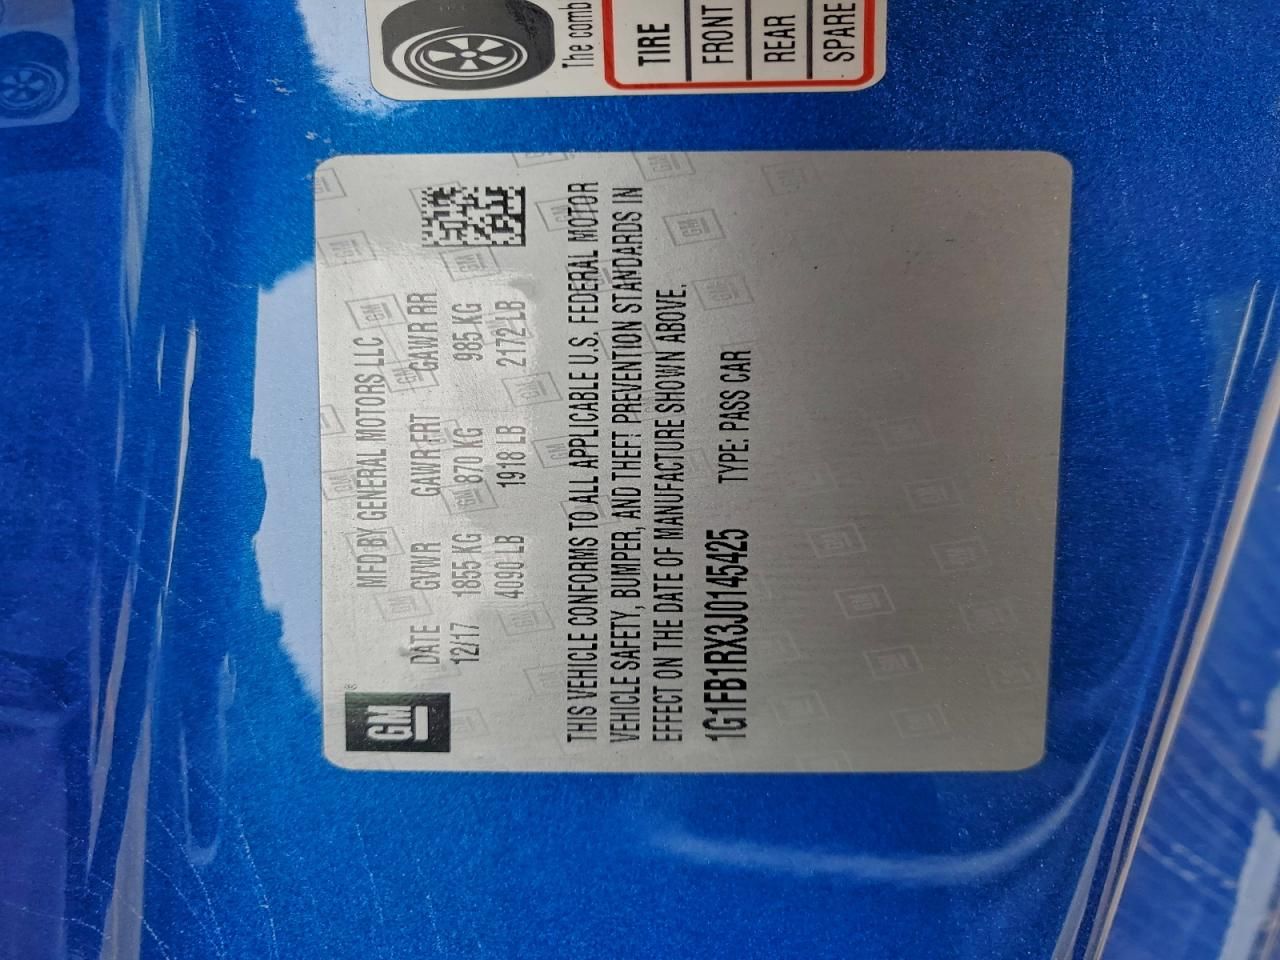 The comb
TIRE
FRONT
REAR
SPARE
GM®
MFD BY GENERAL MOTORS LLC
DATE GVWR GAWR FRT GAWR RR
12/17 1855 KG 870 KG 985 KG
4090 LB 1918 LB 2172 LB
THIS VEHICLE CONFORMS TO ALL APPLICABLE U.S. FEDERAL MOTOR
VEHICLE SAFETY, BUMPER, AND THEFT PREVENTION STANDARDS IN
EFFECT ON THE DATE OF MANUFACTURE SHOWN ABOVE.
1G1FB1RX3J0145425 TYPE: PASS CAR